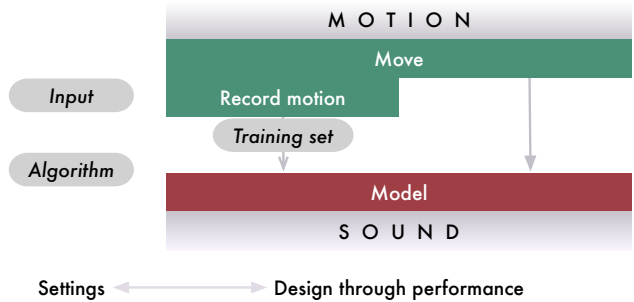 MOTION
Move
Input
Record motion
Training set
Algorithm
Model
SOUND
Settings
Design through performance